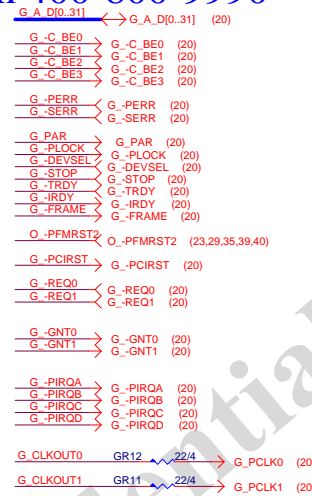 G_A_D[0..31] G_A_D[0..31] (20)
G_-C_BE0 G_-C_BE0 (20)
G_-C_BE1 G_-C_BE1 (20)
G_-C_BE2 G_-C_BE2 (20)
G_-C_BE3 G_-C_BE3 (20)
G_-PERR G_-PERR (20)
G_-SERR G_-SERR (20)
G_PAR G_PAR (20)
G_-PLOCK G_-PLOCK (20)
G_-DEVSEL G_-DEVSEL (20)
G_-STOP G_-STOP (20)
G_-TRDY G_-TRDY (20)
G_-IRDY G_-IRDY (20)
G_-FRAME G_-FRAME (20)
O_-PFMRST2 O_-PFMRST2 (23,29,35,39,40)
G_-PCIRST G_-PCIRST (20)
G_-REQ0 G_-REQ0 (20)
G_-REQ1 G_-REQ1 (20)
G_-GNT0 G_-GNT0 (20)
G_-GNT1 G_-GNT1 (20)
G_-PIRQA G_-PIRQA (20)
G_-PIRQB G_-PIRQB (20)
G_-PIRQC G_-PIRQC (20)
G_-PIRQD G_-PIRQD (20)
G_CLKOUT0 GR12 22/4 G_PCLK0 (20
G_CLKOUT1 GR11 22/4 G_PCLK1 (20